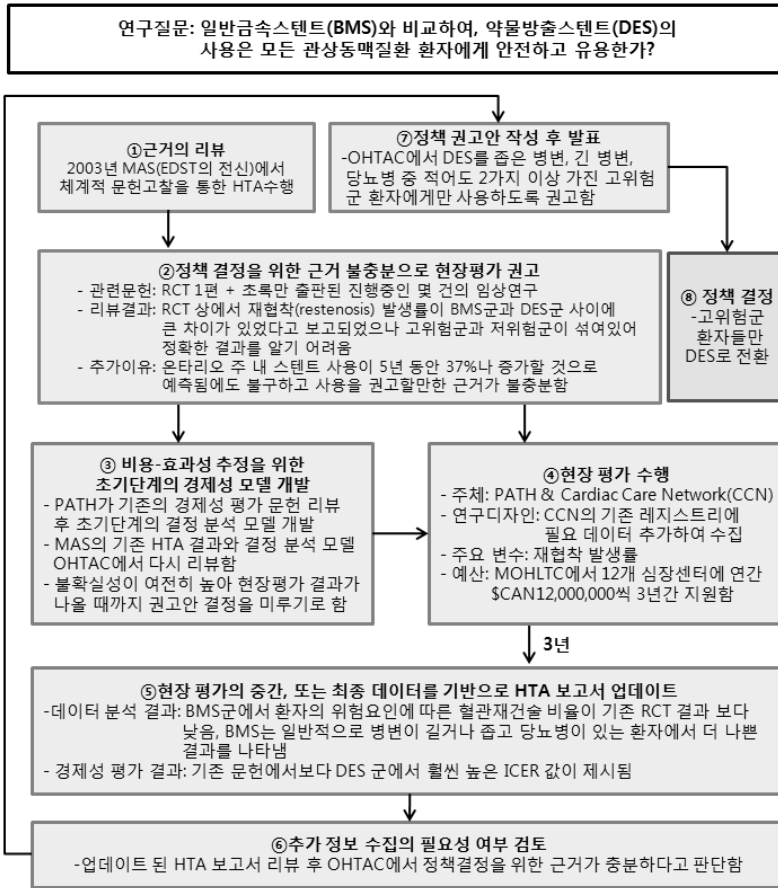 연구질문: 일반금속스텐트(BMS)와 비교하여, 약물방출스텐트(DES)의
사용은 모든 관상동맥질환 환자에게 안전하고 유용한가?
①근거의 리뷰
2003년 MAS(EDST의 전신)에서
체계적 문헌고찰을 통한 HTA수행
②정책 결정을 위한 근거 불충분으로 현장평가 권고
- 관련문헌: RCT 1편 + 초록만 출판된 진행중인 몇 건의 임상연구
- 리뷰결과: RCT 상에서 재협착(restenosis) 발생률이 BMS군과 DES군 사이에
큰 차이가 있었다고 보고되었으나 고위험군과 저위험군이 섞여있어
정확한 결과를 알기 어려움
- 추가이유: 온타리오 주 내 스텐트 사용이 5년 동안 37%나 증가할 것으로
예측됨에도 불구하고 사용을 권고할만한 근거가 불충분함
③ 비용-효과성 추정을 위한
초기단계의 경제성 모델 개발
- PATH가 기존의 경제성 평가 문헌 리뷰
후 초기단계의 결정 분석 모델 개발
- MAS의 기존 HTA 결과와 결정 분석 모델
OHTAC에서 다시 리뷰함
- 불확실성이 여전히 높아 현장평가 결과가
나올 때까지 권고안 결정을 미루기로 함
④현장 평가 수행
- 주체: PATH & Cardiac Care Network(CCN)
- 연구디자인: CCN의 기존 레지스트리에
필요 데이터 추가하여 수집
- 주요 변수: 재협착 발생률
- 예산: MOHLTC에서 12개 심장센터에 연간
$CAN12,000,000씩 3년간 지원함
3년
⑤현장 평가의 중간, 또는 최종 데이터를 기반으로 HTA 보고서 업데이트
-데이터 분석 결과: BMS군에서 환자의 위험요인에 따른 혈관재건술 비율이 기존 RCT 결과 보다
낮음, BMS는 일반적으로 병변이 길거나 좁고 당뇨병이 있는 환자에서 더 나쁜
결과를 나타냄
- 경제성 평가 결과: 기존 문헌에서보다 DES 군에서 훨씬 높은 ICER 값이 제시됨
⑥추가 정보 수집의 필요성 여부 검토
-업데이트 된 HTA 보고서 리뷰 후 OHTAC에서 정책결정을 위한 근거가 충분하다고 판단함
⑦정책 권고안 작성 후 발표
-OHTAC에서 DES를 좁은 병변, 긴 병변,
당뇨병 중 적어도 2가지 이상 가진 고위험
군 환자에게만 사용하도록 권고함
⑧ 정책 결정
-고위험군
환자들만
DES로 전환